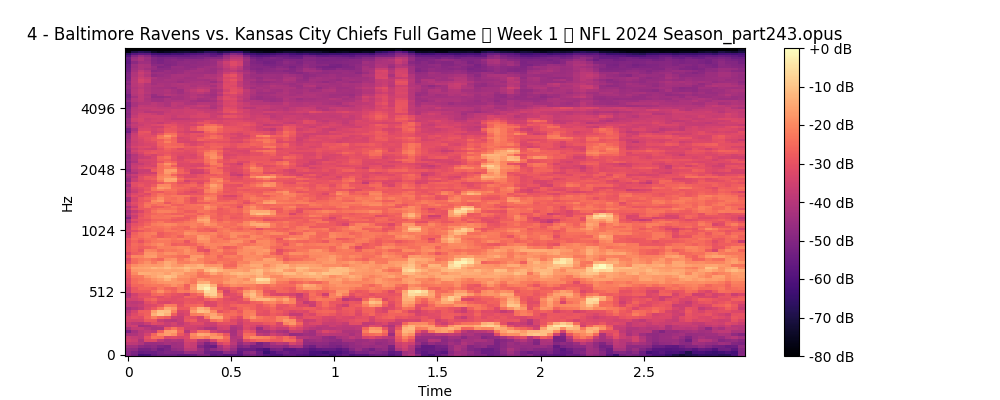 4 - Baltimore Ravens vs. Kansas City Chiefs Full Game ▯ Week 1 ▯ NFL 2024 Season_part243.opus
+0 dB
-10 dB
-20 dB
-30 dB
-40 dB
-50 dB
-60 dB
-70 dB
-80 dB
Hz
4096
2048
1024
512
0
0 0.5 1 1.5 2 2.5
Time